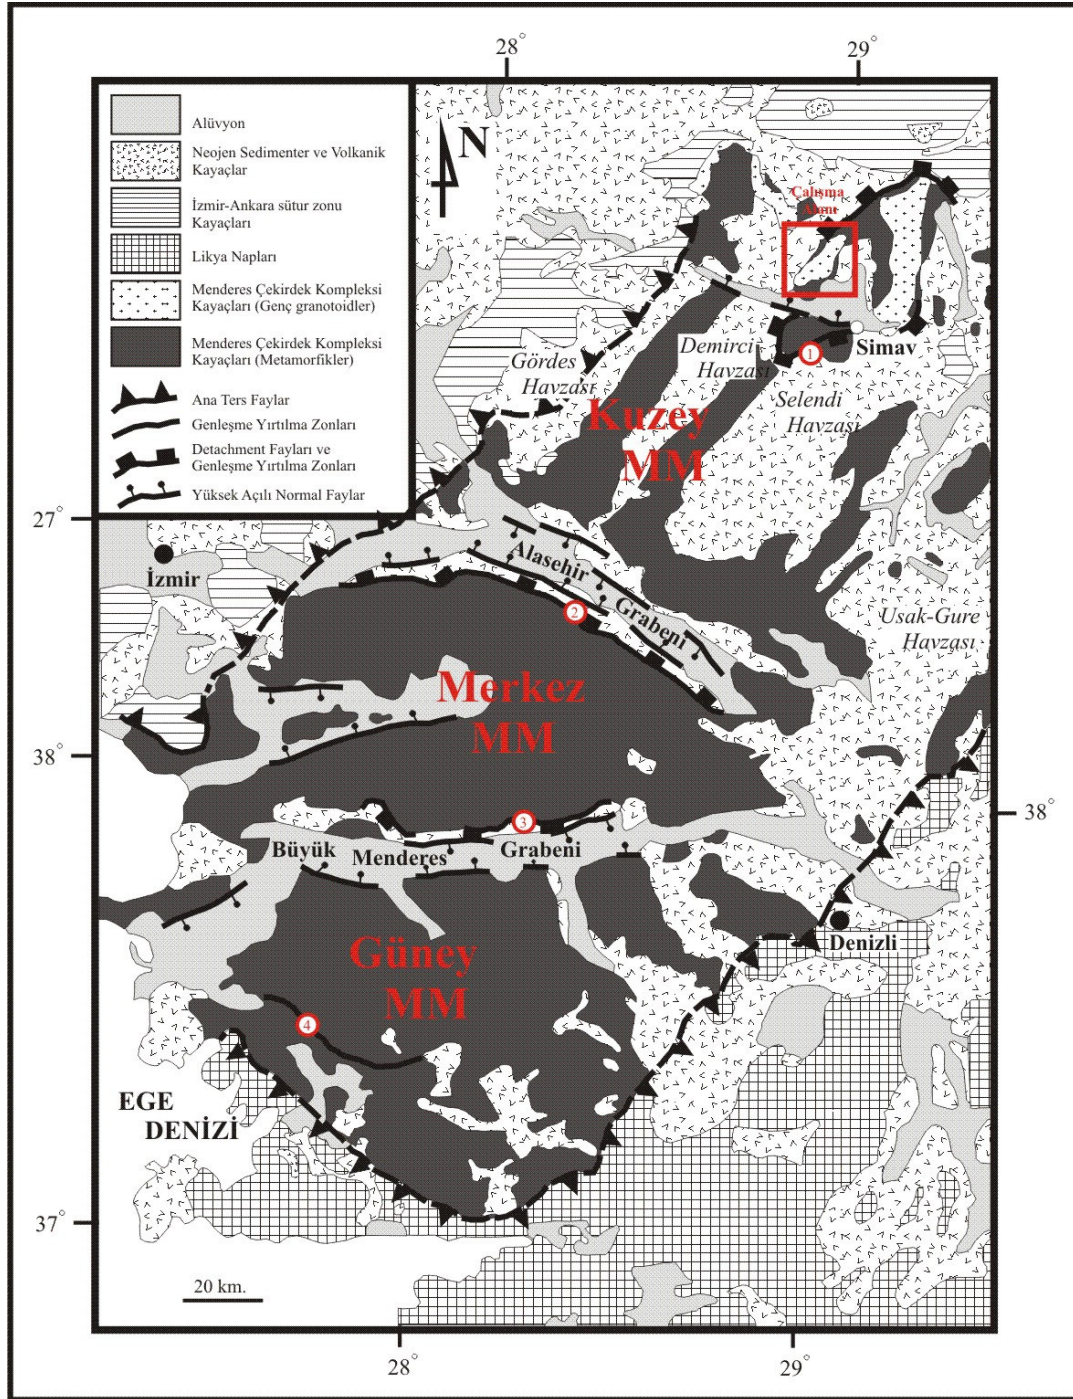 28°
29°
Alüvyon
Neojen Sedimenter ve Volkanik
Kayaçlar
İzmir-Ankara sütur zonu
Kayaçları
Likya Napları
Menderes Çekirdek Kompleksi
Kayaçları (Genç granotoidler)
Menderes Çekirdek Kompleksi
Kayaçları (Metamorfikler)
Ana Ters Faylar
Genleşme Yırtılma Zonları
Detachment Fayları ve
Genleşme Yırtılma Zonları
Yüksek Açılı Normal Faylar
N
Çalışma
Alanı
Simav
1
Gördes
Havzası
Demirci
Havzası
Selendi
Havzası
Kuzey
MM
27°
İzmir
Alasehir
Grabeni
2
Usak-Gure
Havzası
Merkez
MM
38°
38°
3
Büyük Menderes Grabeni
Denizli
Güney
MM
4
EGE
DENİZİ
37°
20 km.
28°
29°